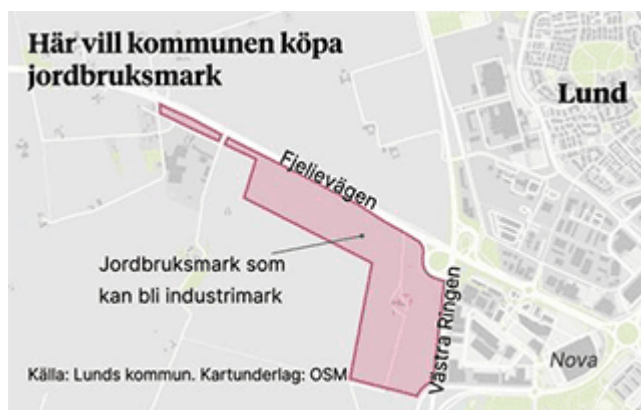 Här vill kommunen köpa
jordbruksmark
Lund
Fjelievägen
Jordbruksmark som
kan bli industrimark
Västra Ringen
Nova
Källa: Lunds kommun. Kartunderlag: OSM